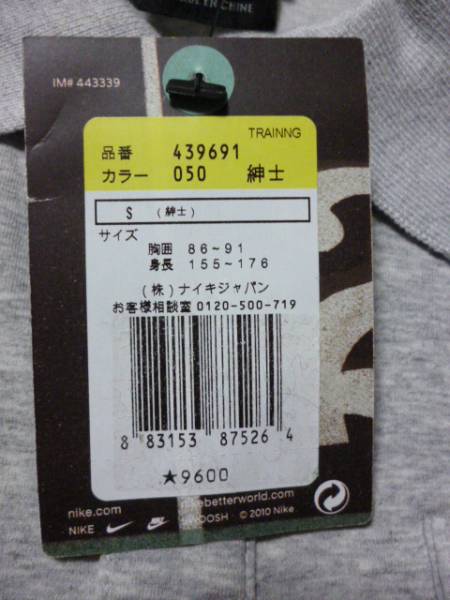 IM# 443339
TRAINNG
品番 439691
カラー 050 紳士
S (紳士)
サイズ
胸囲 86~91
身長 155~176
(株)ナイキジャパン
お客様相談室 0120-500-719
8 83153 87526 4
★9600
nike.com
NIKE
© 2010 Nike